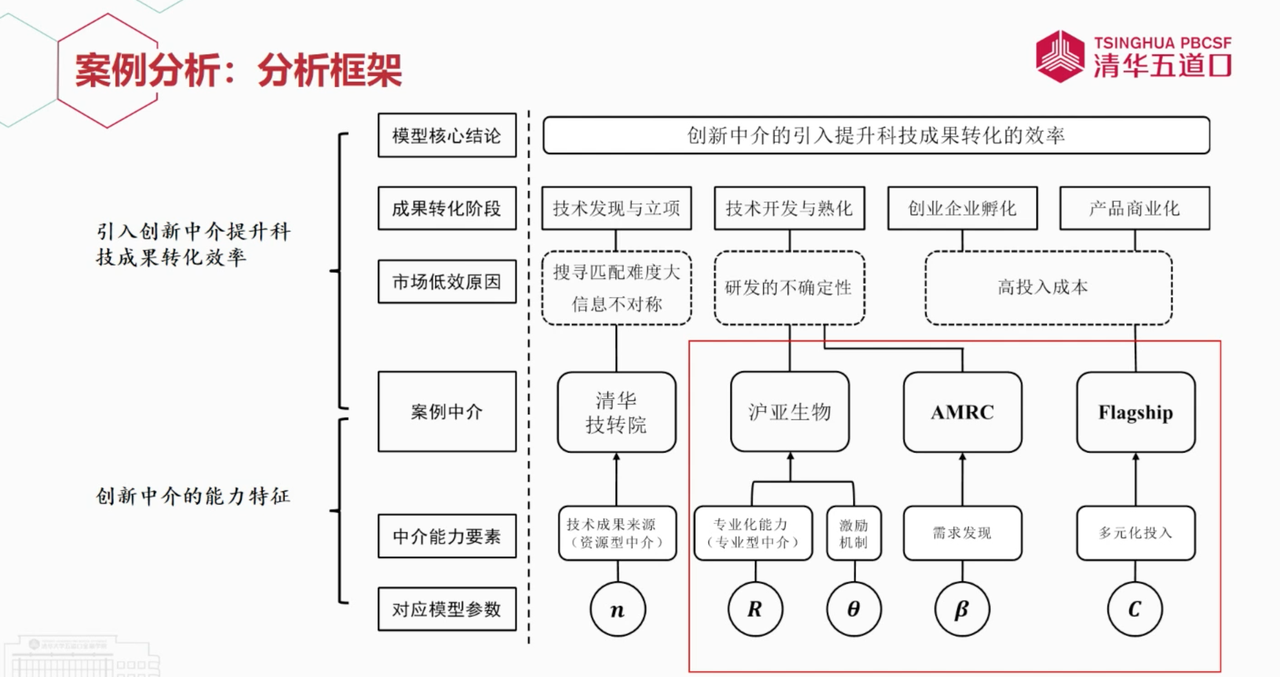 案例分析：分析框架
TSINGHUA PBCSF
清华五道口
模型核心结论
创新中介的引入提升科技成果转化的效率
成果转化阶段
技术发现与立项
技术开发与熟化
创业企业孵化
产品商业化
引入创新中介提升科
技成果转化效率
市场低效原因
搜寻匹配难度大
信息不对称
研发的不确定性
高投入成本
案例中介
清华
技转院
沪亚生物
AMRC
Flagship
创新中介的能力特征
中介能力要素
技术成果来源
（资源型中介）
专业化能力
（专业型中介）
激励
机制
需求发现
多元化投入
对应模型参数
n
R
θ
β
C